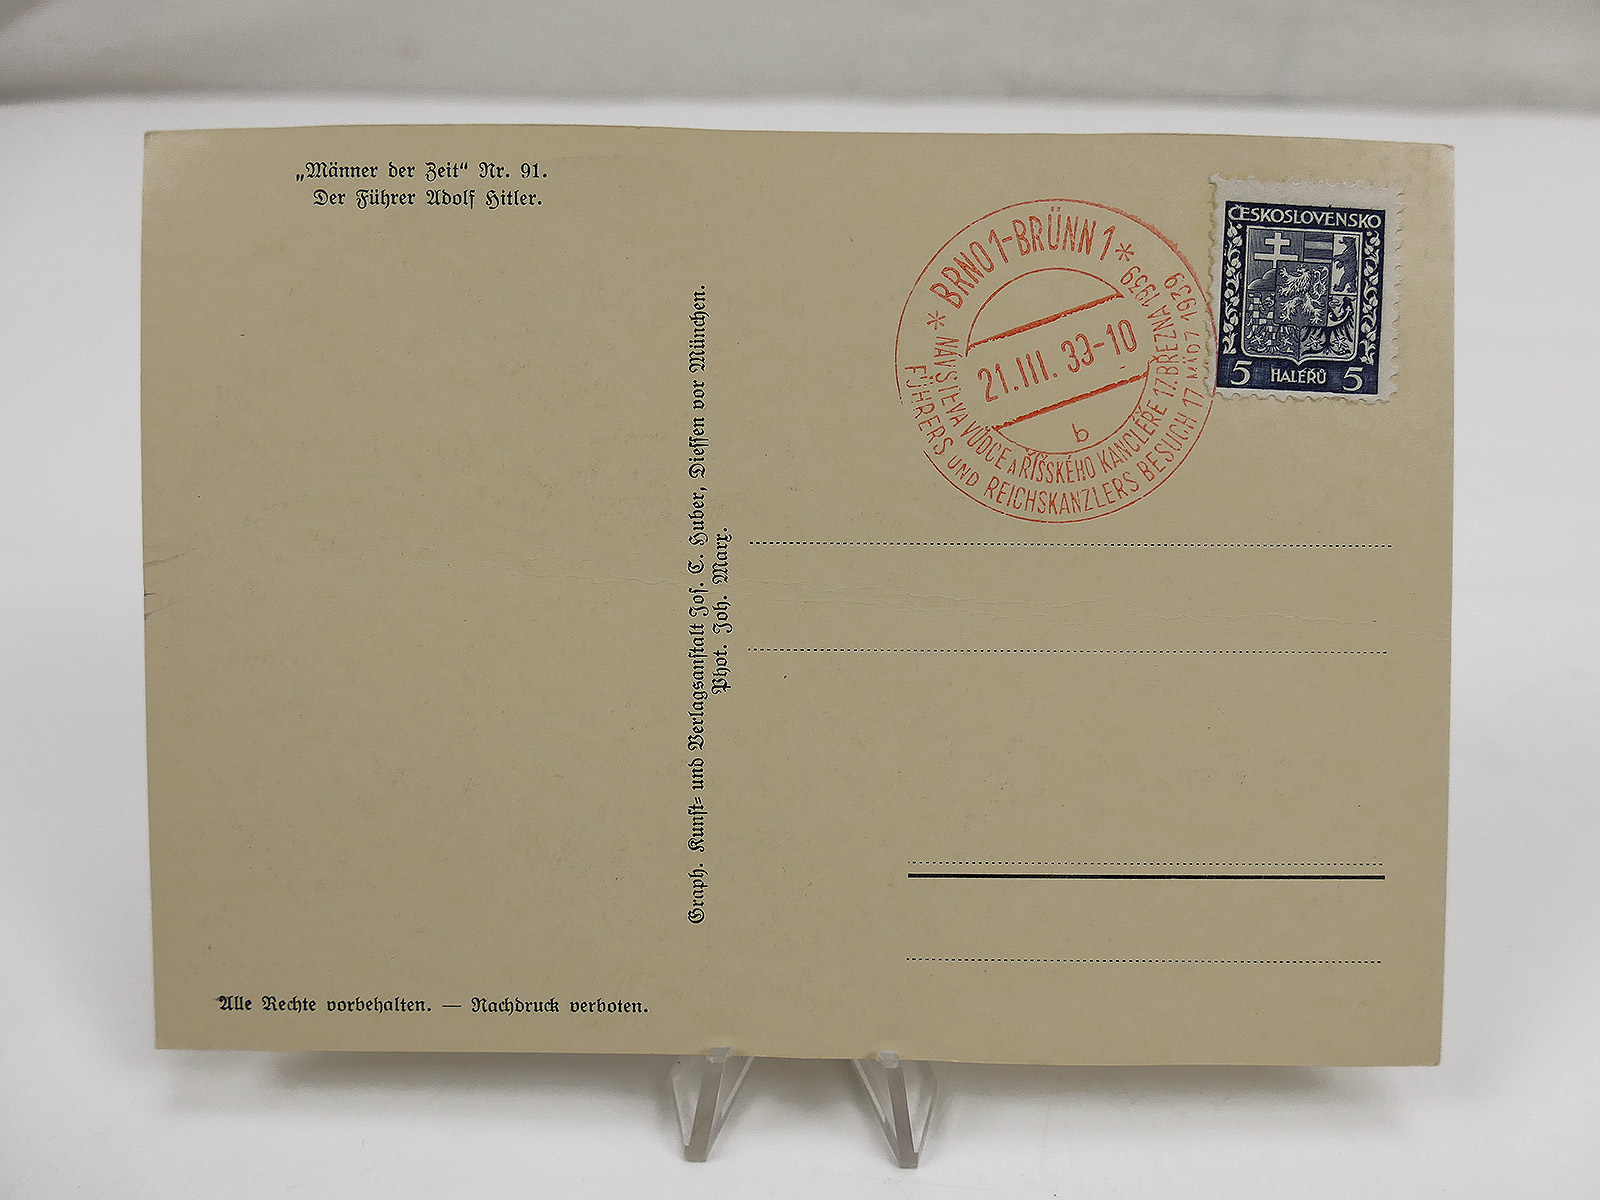 „Männer der Zeit“ Nr. 91.
Der Führer Adolf Hitler.
ČESKOSLOVENSKO
5 HALÉŘŮ 5
* BRNO 1-BRÜNN 1 *
21.III. 39-10
b
NÁVŠTĚVA VŮDCE A ŘÍŠSKÉHO KANCLÉŘE 17. BŘEZNA 1939
FÜHRERS UND REICHSKANZLERS BESUCH 17. MÄRZ 1939
Graph. Kunst- und Verlagsanstalt Jos. C. Huber, Diessen vor München.
Phot. Joh. Marx.
Alle Rechte vorbehalten. — Nachdruck verboten.